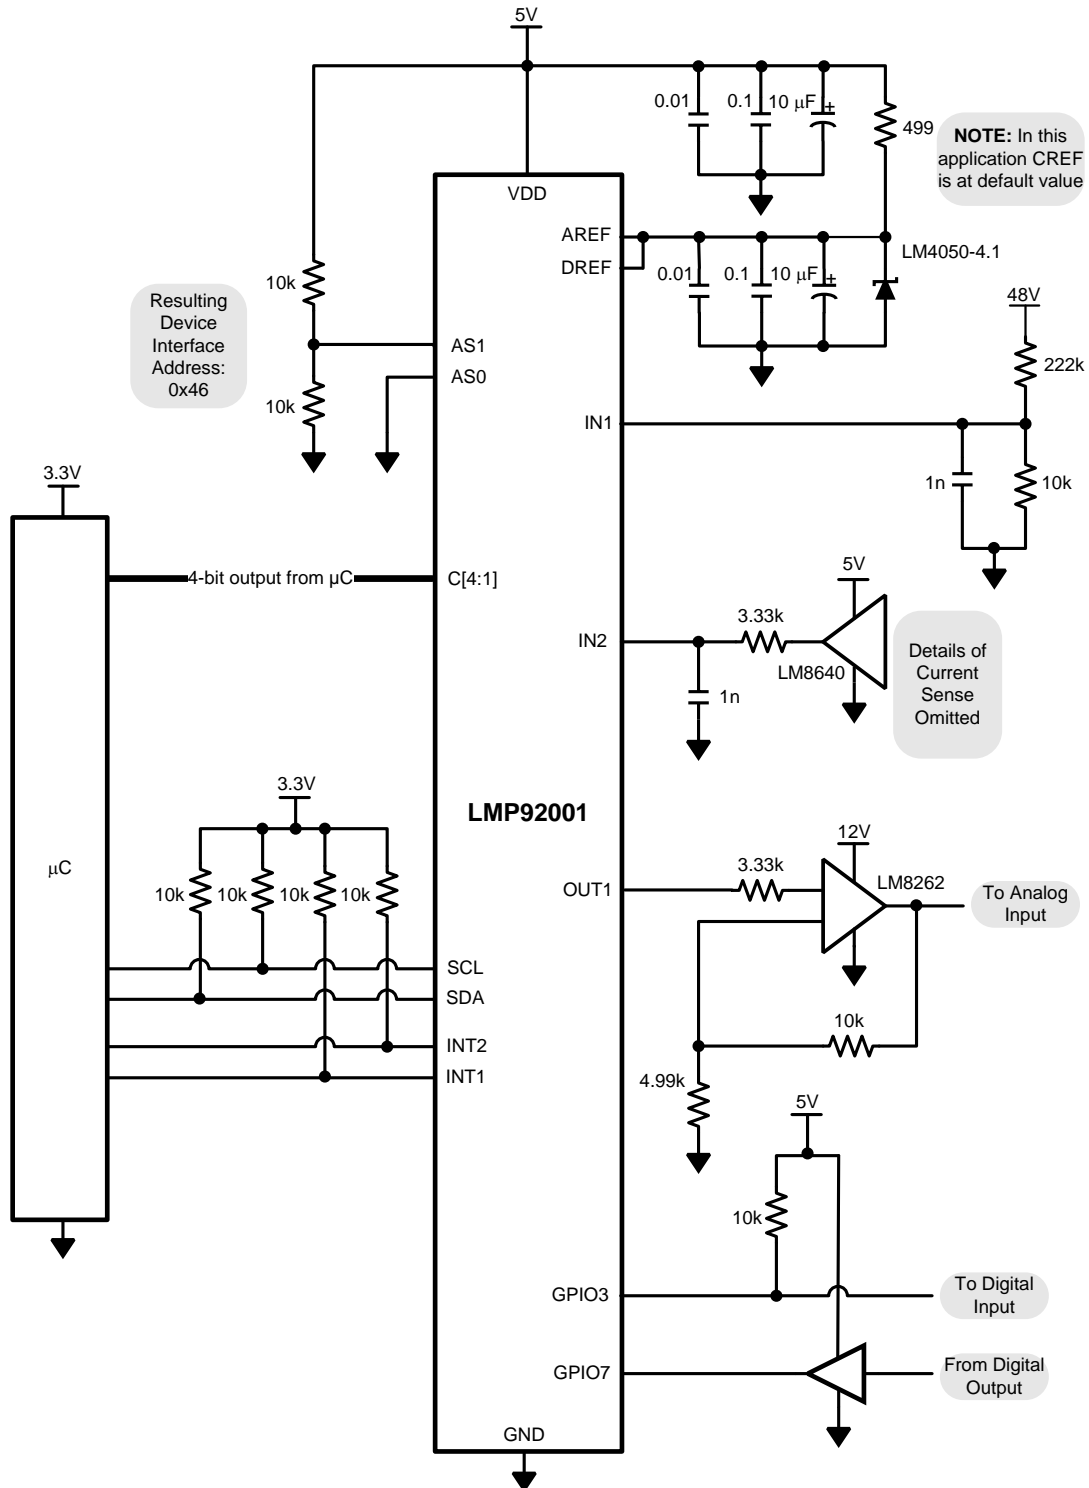 5V
0.01
0.1
10 µF
+
499
NOTE: In this
application CREF
is at default value
VDD
AREF
DREF
0.01
0.1
10 µF
+
LM4050-4.1
Resulting
Device
Interface
Address:
0x46
10k
10k
AS1
AS0
48V
222k
IN1
1n
10k
3.3V
4-bit output from µC
C[4:1]
5V
IN2
3.33k
LM8640
1n
Details of
Current
Sense
Omitted
LMP92001
3.3V
µC
10k
10k
10k
10k
12V
OUT1
3.33k
LM8262
To Analog
Input
SCL
SDA
INT2
INT1
10k
4.99k
5V
10k
GPIO3
To Digital
Input
GPIO7
From Digital
Output
GND